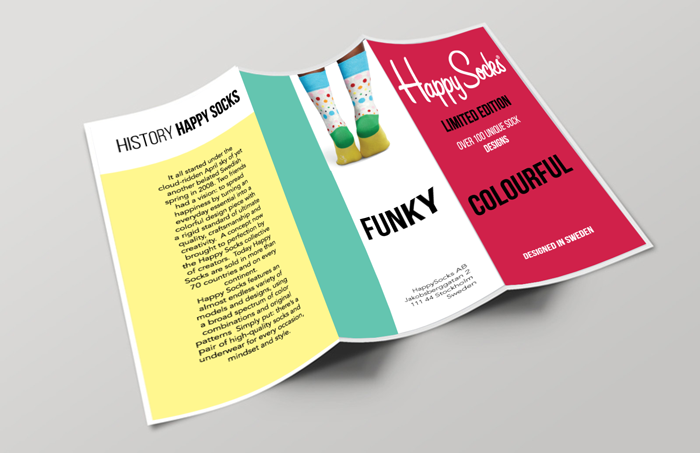 HISTORY HAPPY SOCKS
It all started under the
cloud-ridden April sky of yet
another belated Swedish
spring in 2008. Two friends
had a vision: to spread
happiness by turning an
everyday essential into a
colorful design piece with
a rigid standard of ultimate
quality, craftsmanship and
creativity. A concept now
brought to perfection by
the Happy Socks collective
of creators. Today Happy
Socks are sold in more than
70 countries and on every
continent.
Happy Socks features an
almost endless variety of
models and designs, using
a broad spectrum of color
combinations and original
patterns Simply put: there's a
pair of high-quality socks and
underwear for every occasion,
mindset and style.
FUNKY
HappySocks AB
Jakobsberggatan 2
111 44 Stockholm
Sweden
Happy Socks®
LIMITED EDITION
OVER 100 UNIQUE SOCK
DESIGNS
COLOURFUL
DESIGNED IN SWEDEN